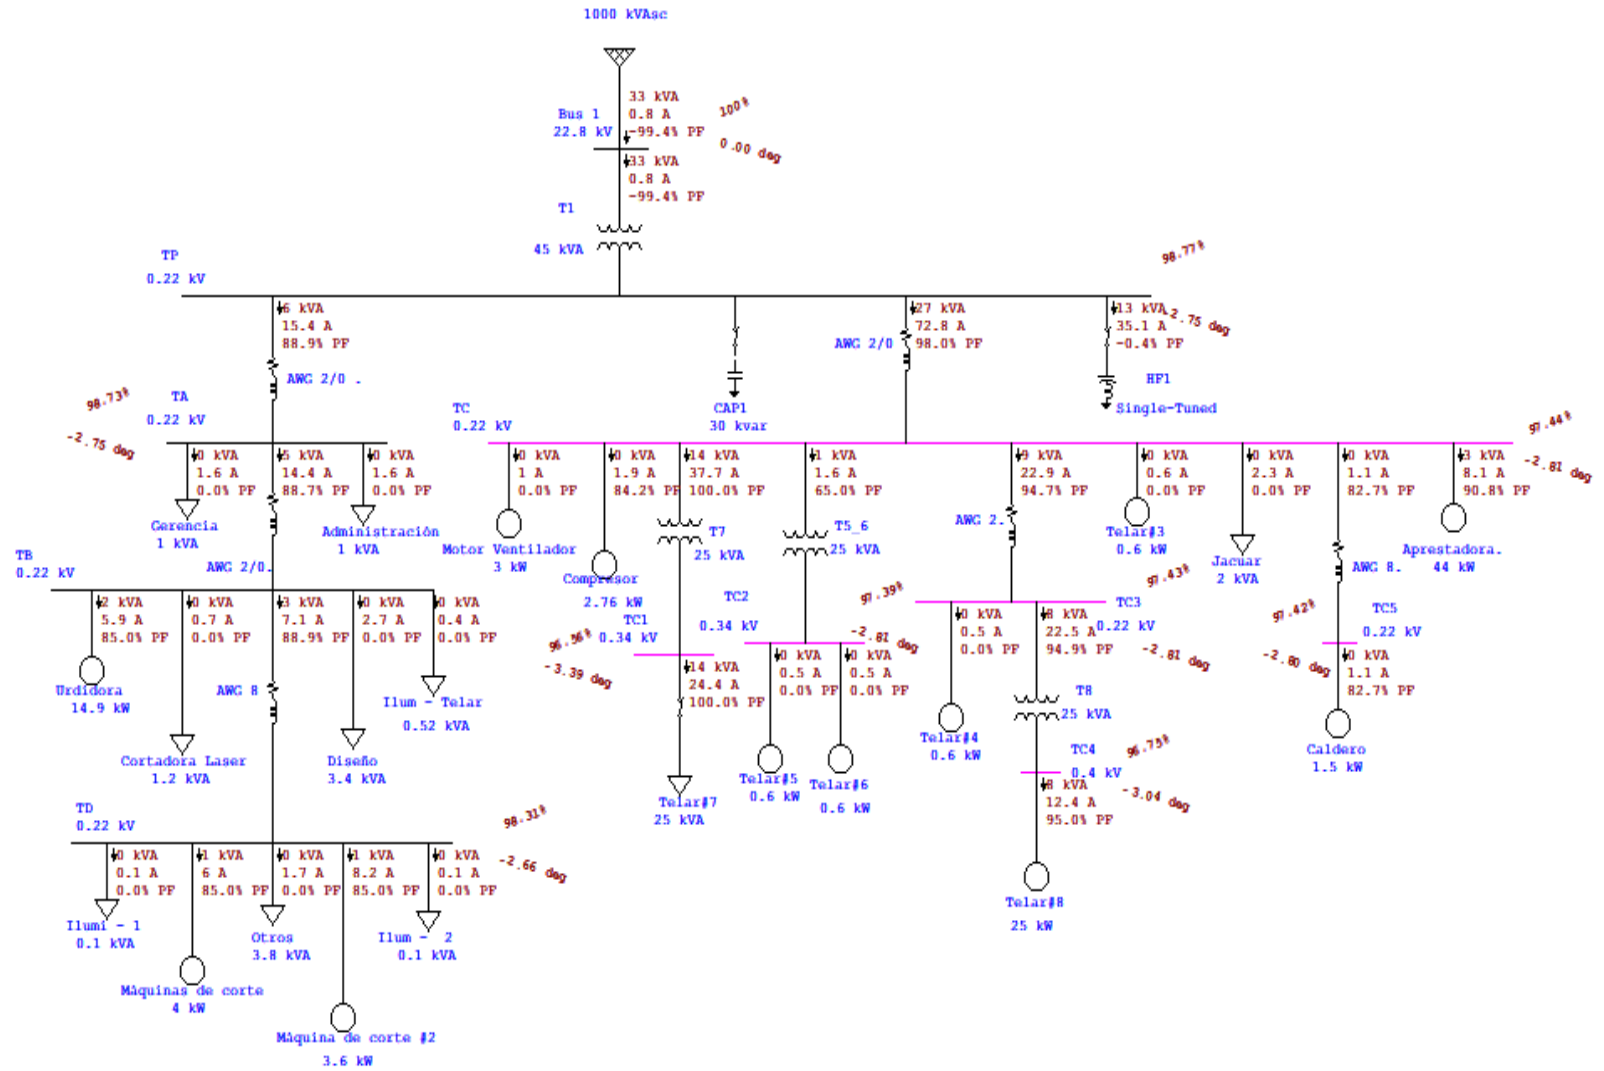 1000 kVAsc
33 kVA
0.8 A
-99.4% PF
100%
0.00 deg
Bus 1
22.8 kV
33 kVA
0.8 A
-99.4% PF
T1
45 kVA
TP
0.22 kV
98.77%
-2.75 deg
6 kVA
15.4 A
88.9% PF
AWG 2/0 .
CAP1
30 kvar
27 kVA
72.8 A
98.0% PF
AWG 2/0
13 kVA
35.1 A
-0.4% PF
HF1
Single-Tuned
98.73%
-2.75 deg
TA
0.22 kV
0 kVA
1.6 A
0.0% PF
Gerencia
1 kVA
5 kVA
14.4 A
88.7% PF
AWG 2/0.
0 kVA
1.6 A
0.0% PF
Administración
1 kVA
TC
0.22 kV
97.44%
-2.81 deg
0 kVA
1 A
0.0% PF
Motor Ventilador
3 kW
0 kVA
1.9 A
84.2% PF
Compresor
2.76 kW
14 kVA
37.7 A
100.0% PF
T7
25 kVA
1 kVA
1.6 A
65.0% PF
T5_6
25 kVA
9 kVA
22.9 A
94.7% PF
AWG 2.
0 kVA
0.6 A
0.0% PF
Telar#3
0.6 kW
0 kVA
2.3 A
0.0% PF
Jacuar
2 kVA
0 kVA
1.1 A
82.7% PF
AWG 8.
3 kVA
8.1 A
90.8% PF
Aprestadora.
44 kW
TB
0.22 kV
2 kVA
5.9 A
85.0% PF
Urdidora
14.9 kW
0 kVA
0.7 A
0.0% PF
Cortadora Laser
1.2 kVA
3 kVA
7.1 A
88.9% PF
AWG 8
0 kVA
2.7 A
0.0% PF
Diseño
3.4 kVA
0 kVA
0.4 A
0.0% PF
Ilum - Telar
0.52 kVA
TC1
0.34 kV
-3.39 deg
14 kVA
24.4 A
100.0% PF
Telar#7
25 kVA
TC2
0.34 kV
97.39%
-2.81 deg
0 kVA
0.5 A
0.0% PF
Telar#5
0.6 kW
0 kVA
0.5 A
0.0% PF
Telar#6
0.6 kW
97.43%
TC3
0.22 kV
-2.81 deg
0 kVA
0.5 A
0.0% PF
Telar#4
0.6 kW
8 kVA
22.5 A
94.9% PF
T8
25 kVA
TC4
0.4 kV
96.75%
-3.04 deg
8 kVA
12.4 A
95.0% PF
Telar#8
25 kW
97.42%
-2.80 deg
TC5
0.22 kV
0 kVA
1.1 A
82.7% PF
Caldero
1.5 kW
TD
0.22 kV
98.31%
-2.66 deg
0 kVA
0.1 A
0.0% PF
Ilumi - 1
0.1 kVA
1 kVA
6 A
85.0% PF
Máquinas de corte
4 kW
0 kVA
1.7 A
0.0% PF
Otros
3.8 kVA
1 kVA
8.2 A
85.0% PF
Máquina de corte #2
3.6 kW
0 kVA
0.1 A
0.0% PF
Ilum - 2
0.1 kVA